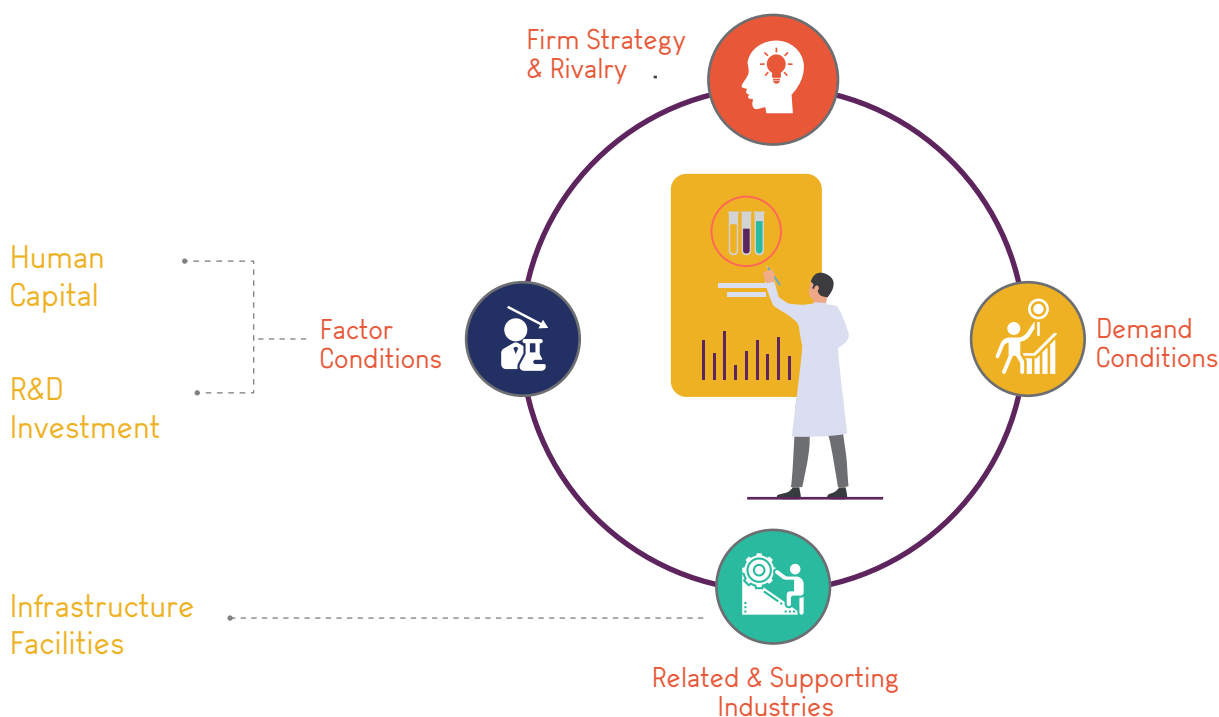 Firm Strategy
& Rivalry
Human
Capital
R&D
Investment
Factor
Conditions
Demand
Conditions
Infrastructure
Facilities
Related & Supporting
Industries